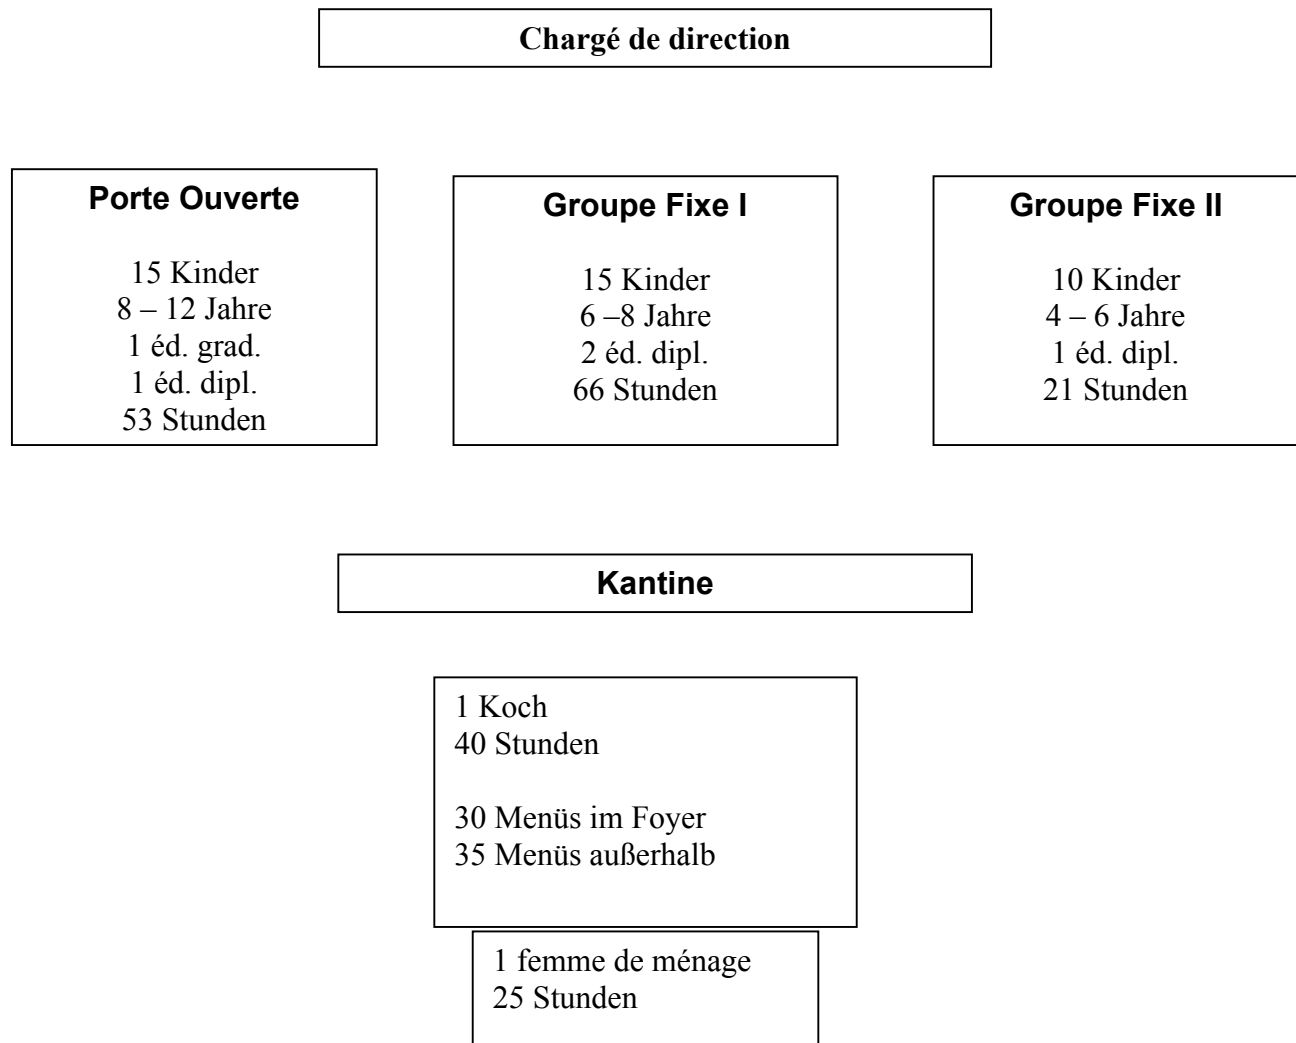 Chargé de direction
Porte Ouverte
15 Kinder
8 – 12 Jahre
1 éd. grad.
1 éd. dipl.
53 Stunden
Groupe Fixe I
15 Kinder
6 –8 Jahre
2 éd. dipl.
66 Stunden
Groupe Fixe II
10 Kinder
4 – 6 Jahre
1 éd. dipl.
21 Stunden
Kantine
1 Koch
40 Stunden
30 Menüs im Foyer
35 Menüs außerhalb
1 femme de ménage
25 Stunden